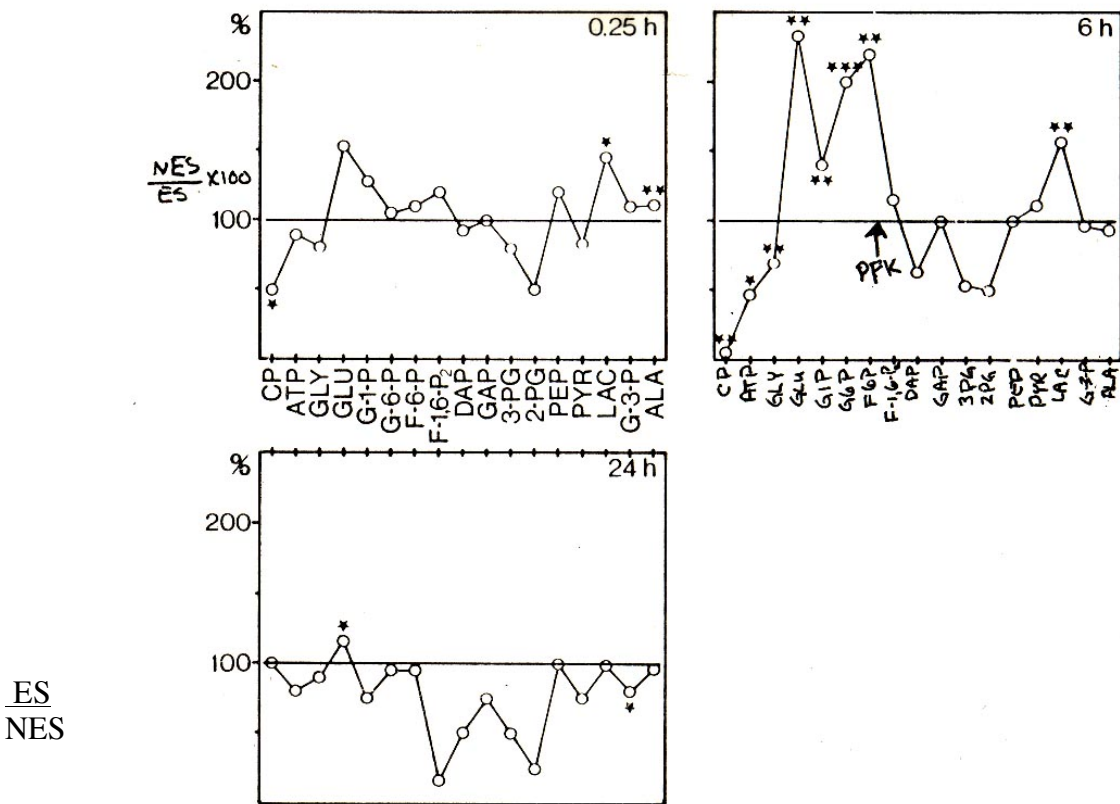 %
0.25 h
200
NES
ES
x100
100
CP
ATP
GLY
GLU
G-1-P
G-6-P
F-6-P
F-1,6-P₂
DAP
GAP
3-PG
2-PG
PEP
PYR
LAC
G-3-P
ALA
6 h
PFK
CP
ATP
GLY
GLU
G1P
G6P
F6P
F-1,6-P₂
DAP
GAP
3PG
2PG
PEP
PYR
LAC
G-3P
ALA
%
24 h
200
100
ES
NES